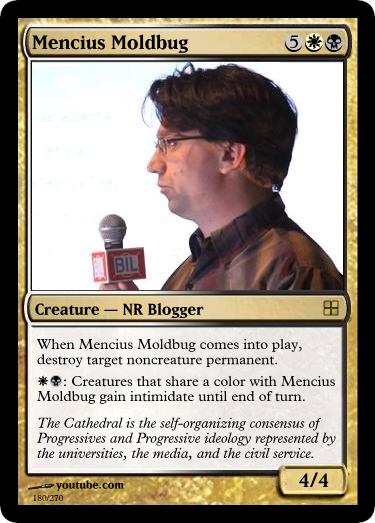 Mencius Moldbug 5
BIL
Creature — NR Blogger
When Mencius Moldbug comes into play,
destroy target noncreature permanent.
: Creatures that share a color with Mencius
Moldbug gain intimidate until end of turn.
The Cathedral is the self-organizing consensus of
Progressives and Progressive ideology represented by
the universities, the media, and the civil service.
youtube.com
180/270
4/4